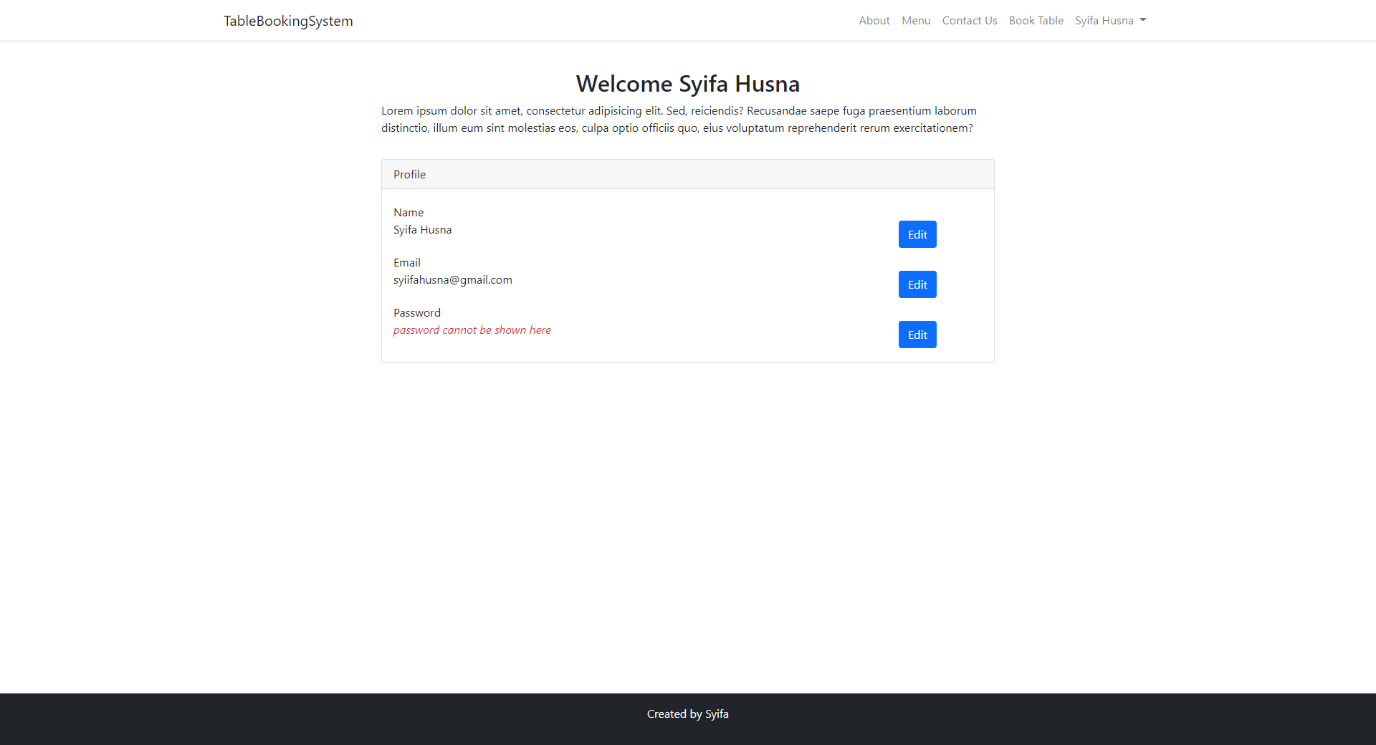 TableBookingSystem
About Menu Contact Us Book Table Syifa Husna
Welcome Syifa Husna
Lorem ipsum dolor sit amet, consectetur adipisicing elit. Sed, reiciendis? Recusandae saepe fuga praesentium laborum
distinctio, illum eum sint molestias eos, culpa optio officiis quo, eius voluptatum reprehenderit rerum exercitationem?
Profile
Name
Syifa Husna
Edit
Email
syiifahusna@gmail.com
Edit
Password
password cannot be shown here
Edit
Created by Syifa